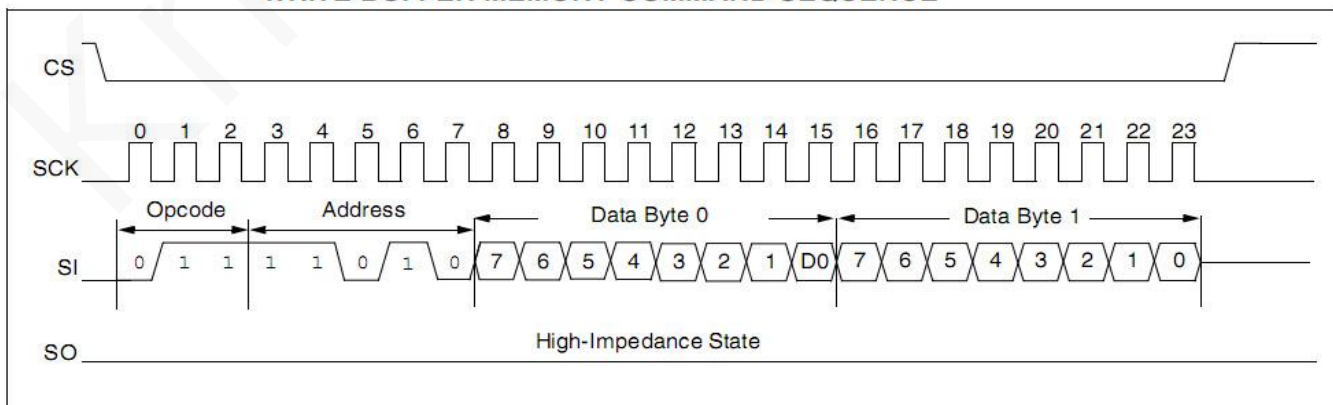 CS
0 1 2 3 4 5 6 7 8 9 10 11 12 13 14 15 16 17 18 19 20 21 22 23
SCK
Opcode Address Data Byte 0 Data Byte 1
SI 0 1 1 1 1 0 1 0 7 6 5 4 3 2 1 D0 7 6 5 4 3 2 1 0
High-Impedance State
SO